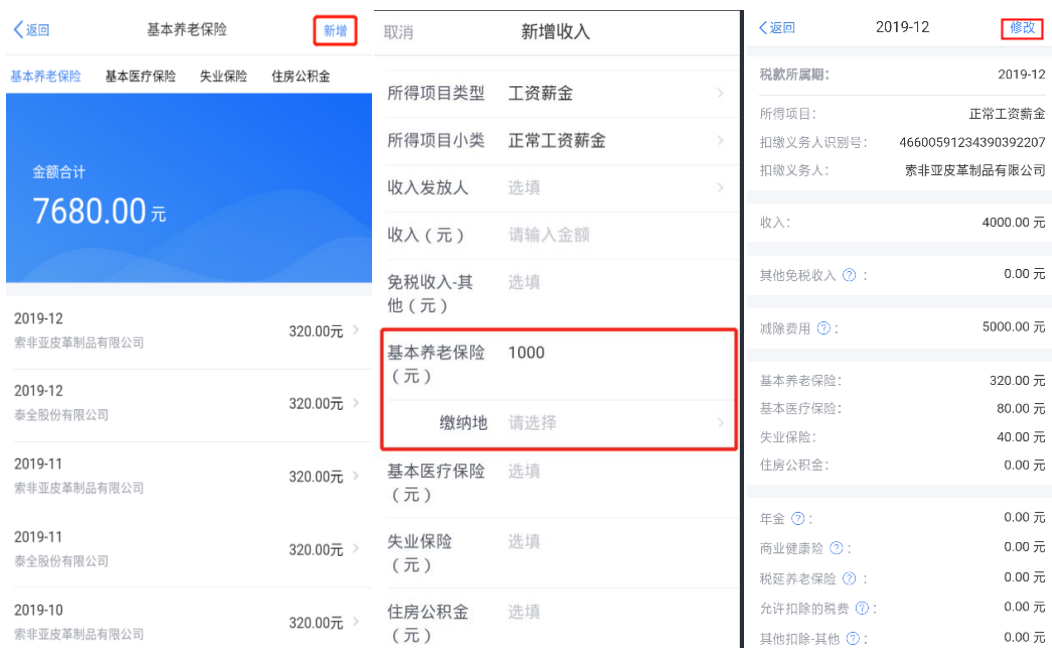 返回
基本养老保险
新增
基本养老保险 基本医疗保险 失业保险 住房公积金
金额合计
7680.00元
2019-12
索菲亚皮革制品有限公司
320.00元
2019-12
泰全股份有限公司
320.00元
2019-11
索菲亚皮革制品有限公司
320.00元
2019-11
泰全股份有限公司
320.00元
2019-10
索菲亚皮革制品有限公司
320.00元
取消
新增收入
所得项目类型 工资薪金
所得项目小类 正常工资薪金
收入发放人 选填
收入（元） 请输入金额
免税收入-其
他（元）
选填
基本养老保险
（元）
1000
缴纳地 请选择
基本医疗保险
（元）
选填
失业保险
（元）
选填
住房公积金
（元）
选填
返回
2019-12
修改
税款所属期： 2019-12
所得项目： 正常工资薪金
扣缴义务人识别号： 46600591234390392207
扣缴义务人： 索非亚皮革制品有限公司
收入： 4000.00 元
其他免税收入 ? ： 0.00 元
减除费用 ? ： 5000.00 元
基本养老保险： 320.00 元
基本医疗保险： 80.00 元
失业保险： 40.00 元
住房公积金： 0.00 元
年金 ? ： 0.00 元
商业健康险 ? ： 0.00 元
税延养老保险 ? ： 0.00 元
允许扣除的税费 ? ： 0.00 元
其他扣除-其他 ? ： 0.00 元